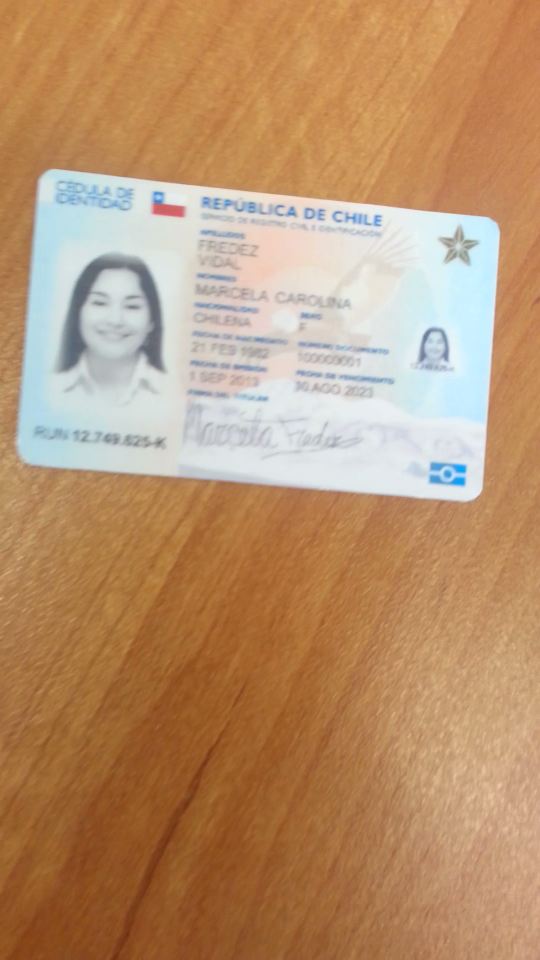 CÉDULA DE
IDENTIDAD
REPÚBLICA DE CHILE
SERVICIO DE REGISTRO CIVIL E IDENTIFICACIÓN
APELLIDOS
FREDEZ
VIDAL
NOMBRES
MARCELA CAROLINA
NACIONALIDAD SEXO
CHILENA F
FECHA DE NACIMIENTO NÚMERO DOCUMENTO
21 FEB 1982 100000001
FECHA DE EMISIÓN FECHA DE VENCIMIENTO
1 SEP 2013 30 AGO 2023
FIRMA DEL TITULAR
Marcela Fredez
RUN 12.749.625-K